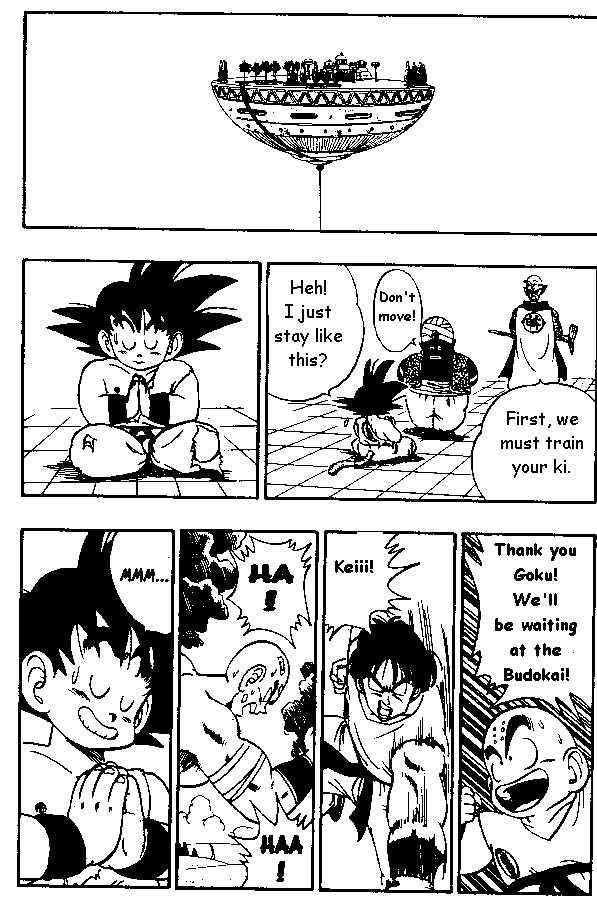 Heh!
I just
stay like
this?
Don't
move!
First, we
must train
your ki.
MMM...
HA
!
HAA
!
Keiii!
Thank you
Goku!
We'll
be waiting
at the
Budokai!